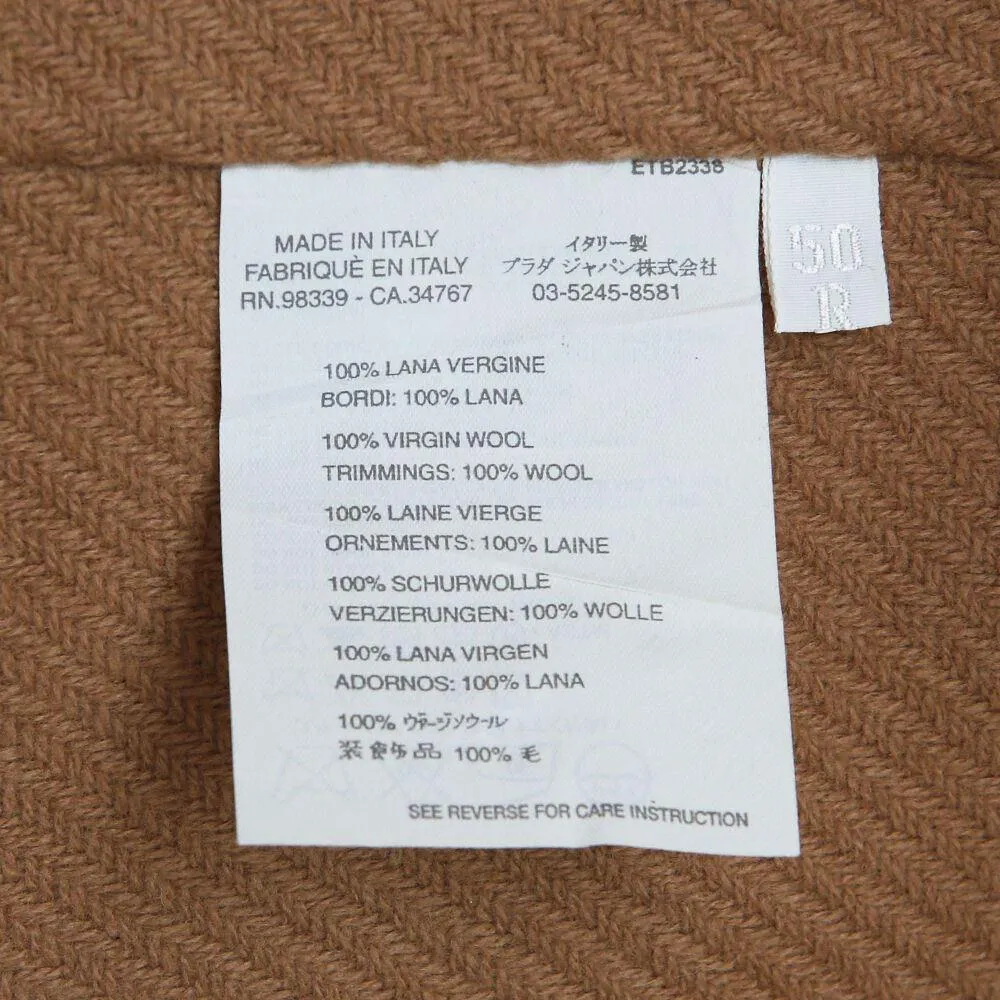 ETB2338
MADE IN ITALY
FABRIQUÈ EN ITALY
RN.98339 - CA.34767
イタリー製
プラダ ジャパン株式会社
03-5245-8581
50
R
100% LANA VERGINE
BORDI: 100% LANA
100% VIRGIN WOOL
TRIMMINGS: 100% WOOL
100% LAINE VIERGE
ORNEMENTS: 100% LAINE
100% SCHURWOLLE
VERZIERUNGEN: 100% WOLLE
100% LANA VIRGEN
ADORNOS: 100% LANA
100% ヴァージンウール
装飾品 100% 毛
SEE REVERSE FOR CARE INSTRUCTION